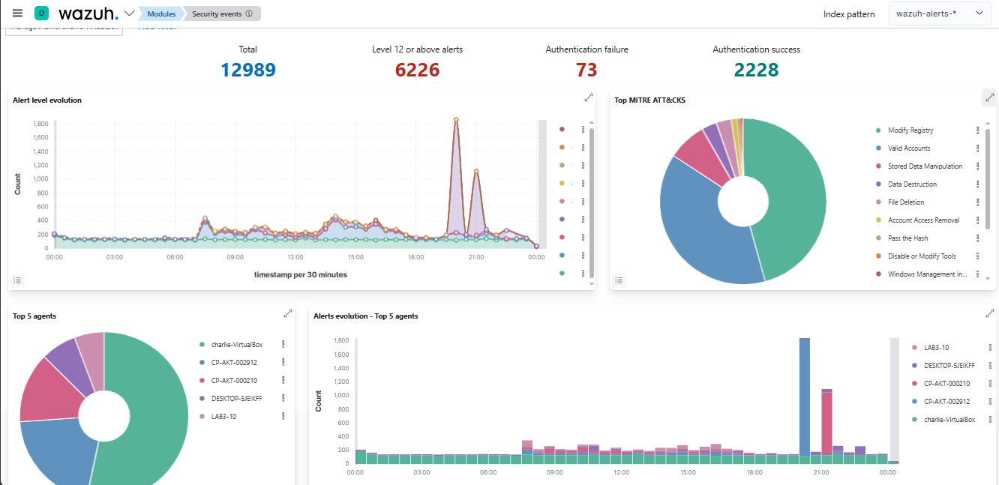 D wazuh. Modules Security events Index pattern wazuh-alerts-*
Total Level 12 or above alerts Authentication failure Authentication success
12989 6226 73 2228
Alert level evolution
Count
1,800
1,600
1,400
1,200
1,000
800
600
400
200
0
00:00 03:00 06:00 09:00 12:00 15:00 18:00 21:00 00:00
timestamp per 30 minutes
Top MITRE ATT&CKS
Modify Registry
Valid Accounts
Stored Data Manipulation
Data Destruction
File Deletion
Account Access Removal
Pass the Hash
Disable or Modify Tools
Windows Management In...
Top 5 agents
charlie-VirtualBox
CP-AKT-002912
CP-AKT-000210
DESKTOP-5JEIKFF
LAB3-10
Alerts evolution - Top 5 agents
Count
1,800
1,600
1,400
1,200
1,000
800
600
400
200
0
00:00 03:00 06:00 09:00 12:00 15:00 18:00 21:00 00:00
LAB3-10
DESKTOP-5JEIKFF
CP-AKT-000210
CP-AKT-002912
charlie-VirtualBox